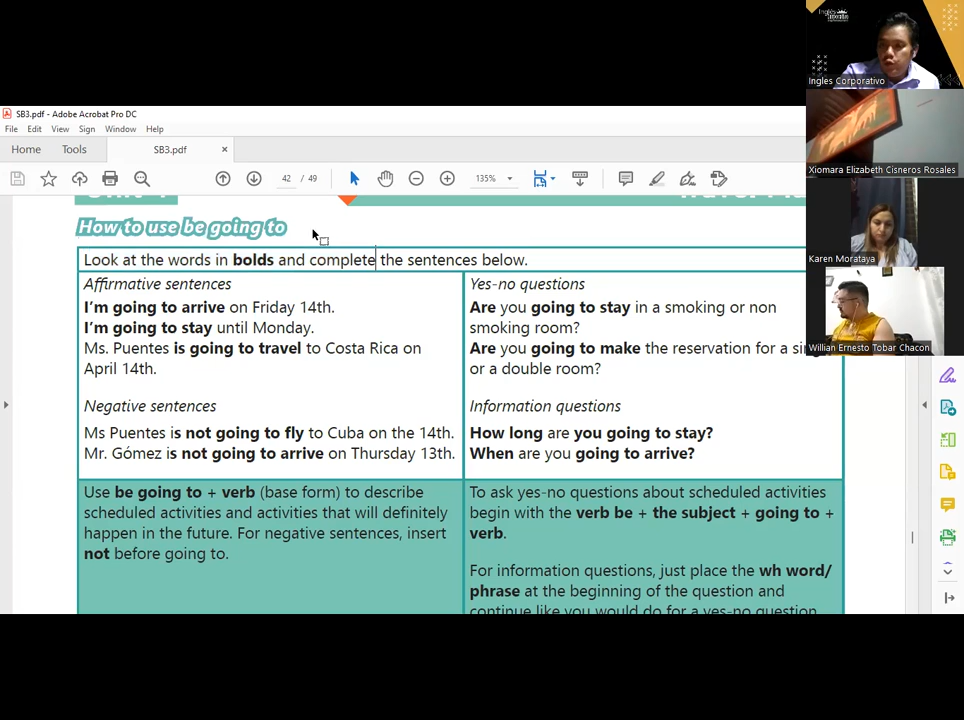 SB3.pdf - Adobe Acrobat Pro DC
File Edit View Sign Window Help
Home Tools SB3.pdf ×
42 / 49 135%
How to use be going to
Look at the words in bolds and complete the sentences below.
Affirmative sentences
I'm going to arrive on Friday 14th.
I'm going to stay until Monday.
Ms. Puentes is going to travel to Costa Rica on
April 14th.
Negative sentences
Ms Puentes is not going to fly to Cuba on the 14th.
Mr. Gómez is not going to arrive on Thursday 13th.
Yes-no questions
Are you going to stay in a smoking or non
smoking room?
Are you going to make the reservation for a
or a double room?
Information questions
How long are you going to stay?
When are you going to arrive?
Use be going to + verb (base form) to describe
scheduled activities and activities that will definitely
happen in the future. For negative sentences, insert
not before going to.
To ask yes-no questions about scheduled activities
begin with the verb be + the subject + going to +
verb.
For information questions, just place the wh word/
phrase at the beginning of the question and
continue like you would do for a yes-no question
Ingles Corporativo
Xiomara Elizabeth Cisneros Rosales
Karen Morataya
Willian Ernesto Tobar Chacon